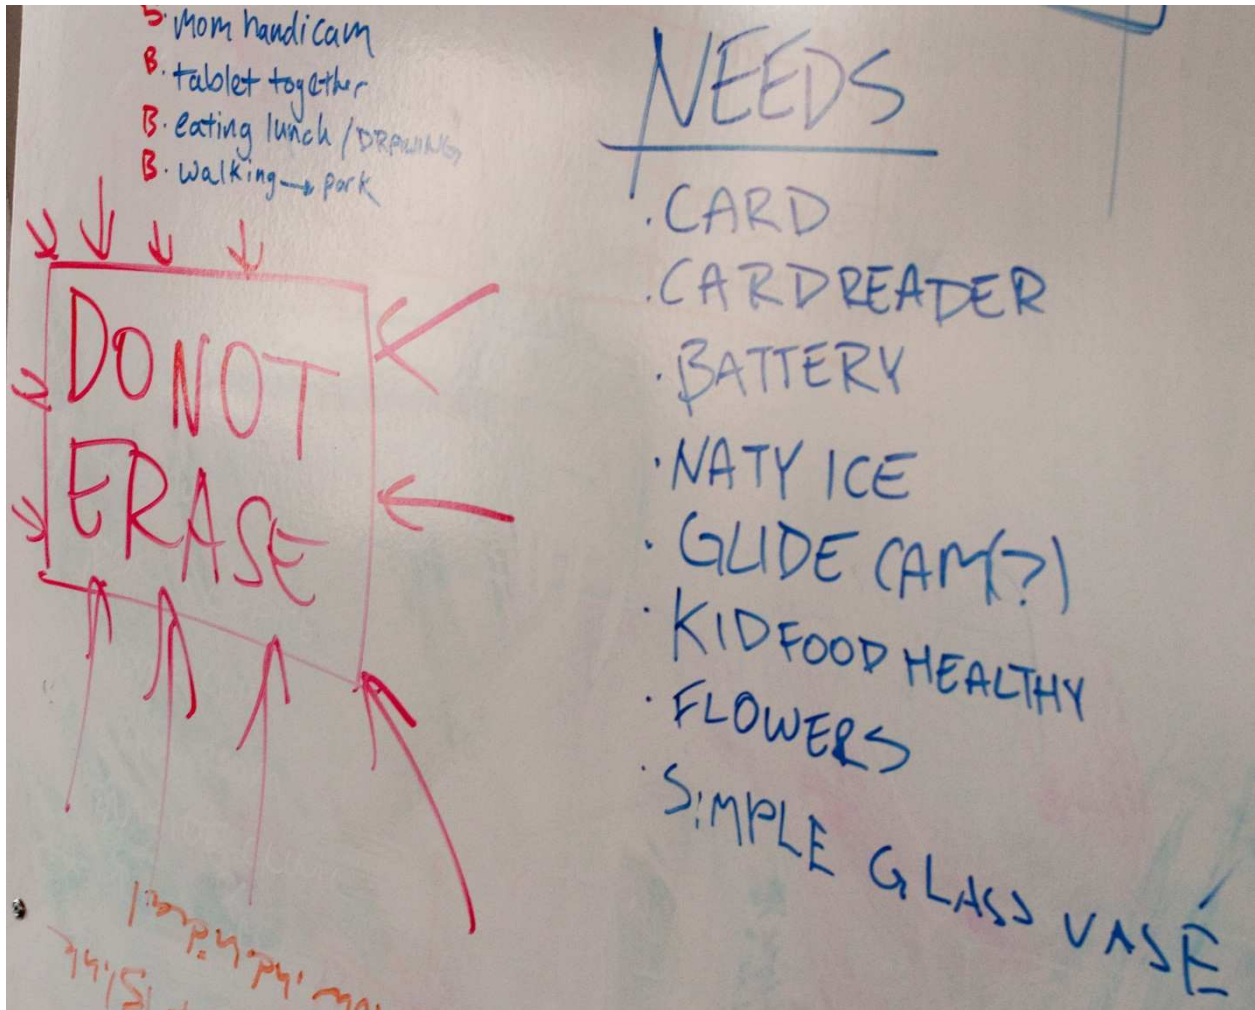 S. Mom handicam
B. tablet together
B. eating lunch / DRAWING
B. walking → park
DO NOT
ERASE
NEEDS
· CARD
· CARDREADER
· BATTERY
· NATY ICE
· GLIDE CAM(?)
· KID FOOD HEALTHY
· FLOWERS
· SIMPLE GLASS VASE